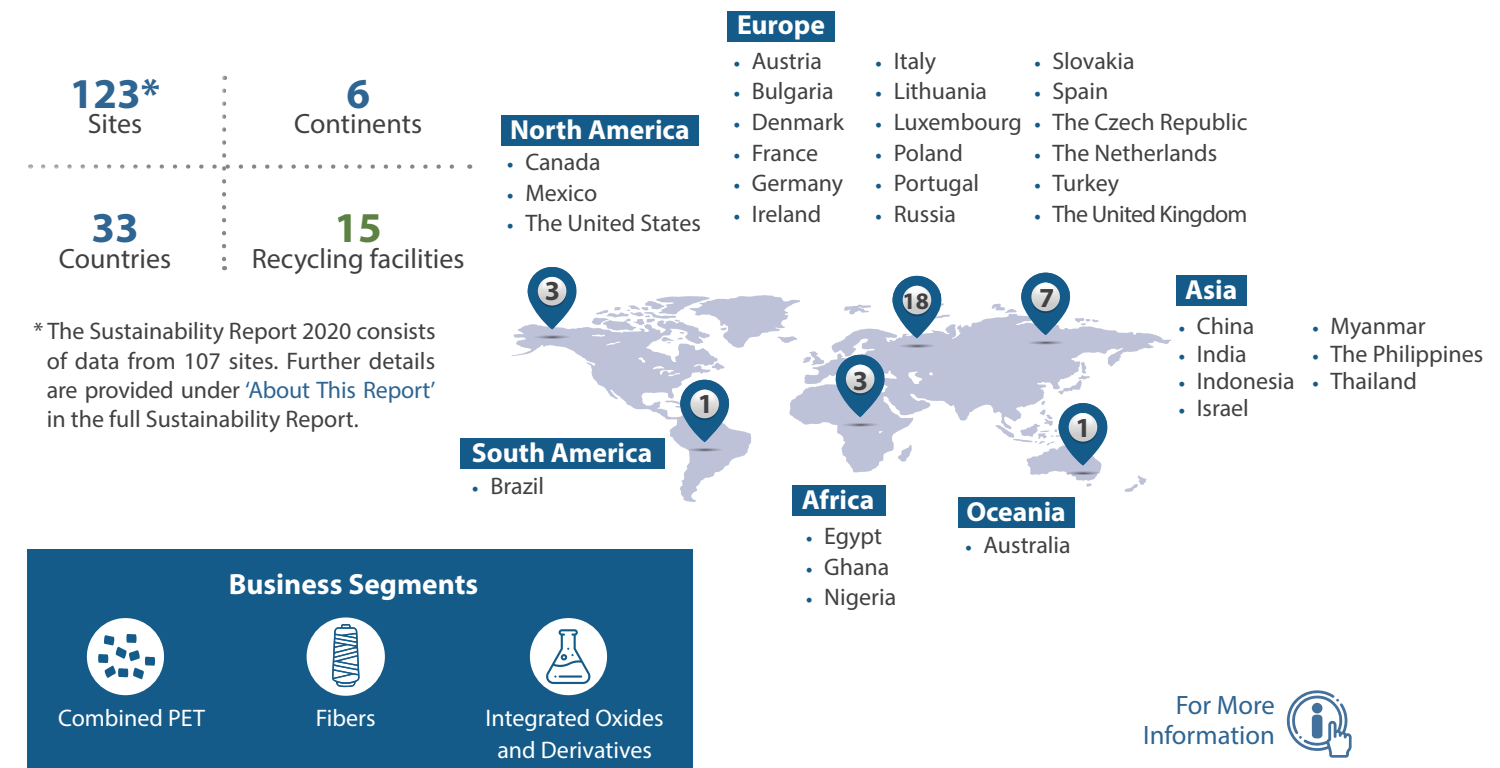 123*
Sites
6
Continents
33
Countries
15
Recycling facilities
* The Sustainability Report 2020 consists
of data from 107 sites. Further details
are provided under ‘About This Report’
in the full Sustainability Report.
North America
• Canada
• Mexico
• The United States
Europe
• Austria
• Bulgaria
• Denmark
• France
• Germany
• Ireland
• Italy
• Lithuania
• Luxembourg
• Poland
• Portugal
• Russia
• Slovakia
• Spain
• The Czech Republic
• The Netherlands
• Turkey
• The United Kingdom
3
18
7
3
1
1
Asia
• China
• India
• Indonesia
• Israel
• Myanmar
• The Philippines
• Thailand
South America
• Brazil
Africa
• Egypt
• Ghana
• Nigeria
Oceania
• Australia
Business Segments
Combined PET
Fibers
Integrated Oxides
and Derivatives
For More
Information